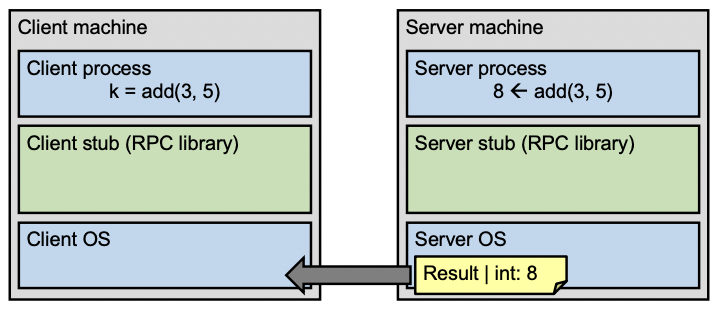 Client machine
Client process
k = add(3, 5)
Client stub (RPC library)
Client OS
Server machine
Server process
8 ← add(3, 5)
Server stub (RPC library)
Server OS
Result | int: 8